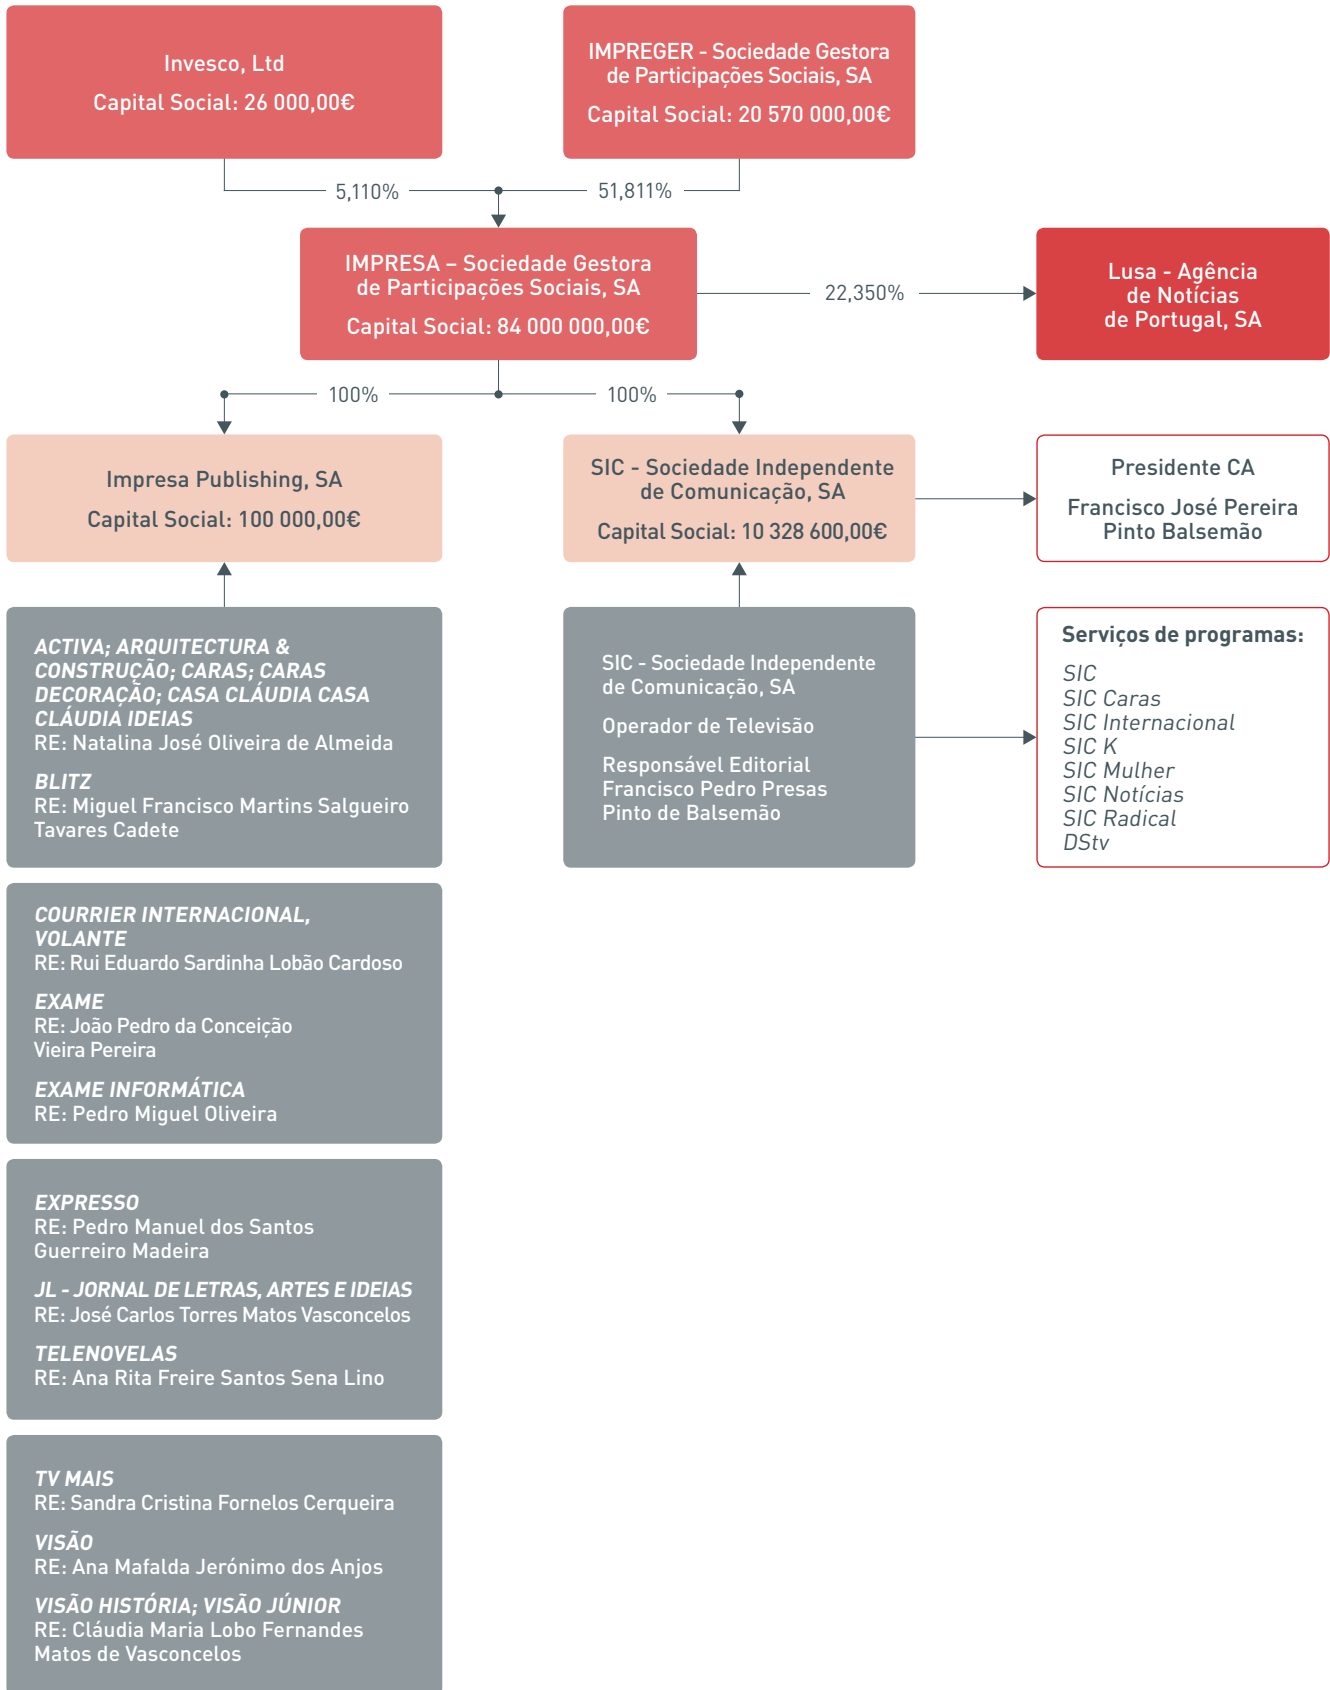 Invesco, Ltd
Capital Social: 26 000,00€
IMPREGER - Sociedade Gestora
de Participações Sociais, SA
Capital Social: 20 570 000,00€
5,110%
51,811%
IMPRESA – Sociedade Gestora
de Participações Sociais, SA
Capital Social: 84 000 000,00€
22,350%
Lusa - Agência
de Notícias
de Portugal, SA
100%
100%
Impresa Publishing, SA
Capital Social: 100 000,00€
SIC - Sociedade Independente
de Comunicação, SA
Capital Social: 10 328 600,00€
Presidente CA
Francisco José Pereira
Pinto Balsemão
ACTIVA; ARQUITECTURA &
CONSTRUÇÃO; CARAS; CARAS
DECORAÇÃO; CASA CLÁUDIA CASA
CLÁUDIA IDEIAS
RE: Natalina José Oliveira de Almeida
BLITZ
RE: Miguel Francisco Martins Salgueiro
Tavares Cadete
SIC - Sociedade Independente
de Comunicação, SA
Operador de Televisão
Responsável Editorial
Francisco Pedro Presas
Pinto de Balsemão
Serviços de programas:
SIC
SIC Caras
SIC Internacional
SIC K
SIC Mulher
SIC Notícias
SIC Radical
DStv
COURRIER INTERNACIONAL,
VOLANTE
RE: Rui Eduardo Sardinha Lobão Cardoso
EXAME
RE: João Pedro da Conceição
Vieira Pereira
EXAME INFORMÁTICA
RE: Pedro Miguel Oliveira
EXPRESSO
RE: Pedro Manuel dos Santos
Guerreiro Madeira
JL - JORNAL DE LETRAS, ARTES E IDEIAS
RE: José Carlos Torres Matos Vasconcelos
TELENOVELAS
RE: Ana Rita Freire Santos Sena Lino
TV MAIS
RE: Sandra Cristina Fornelos Cerqueira
VISÃO
RE: Ana Mafalda Jerónimo dos Anjos
VISÃO HISTÓRIA; VISÃO JÚNIOR
RE: Cláudia Maria Lobo Fernandes
Matos de Vasconcelos